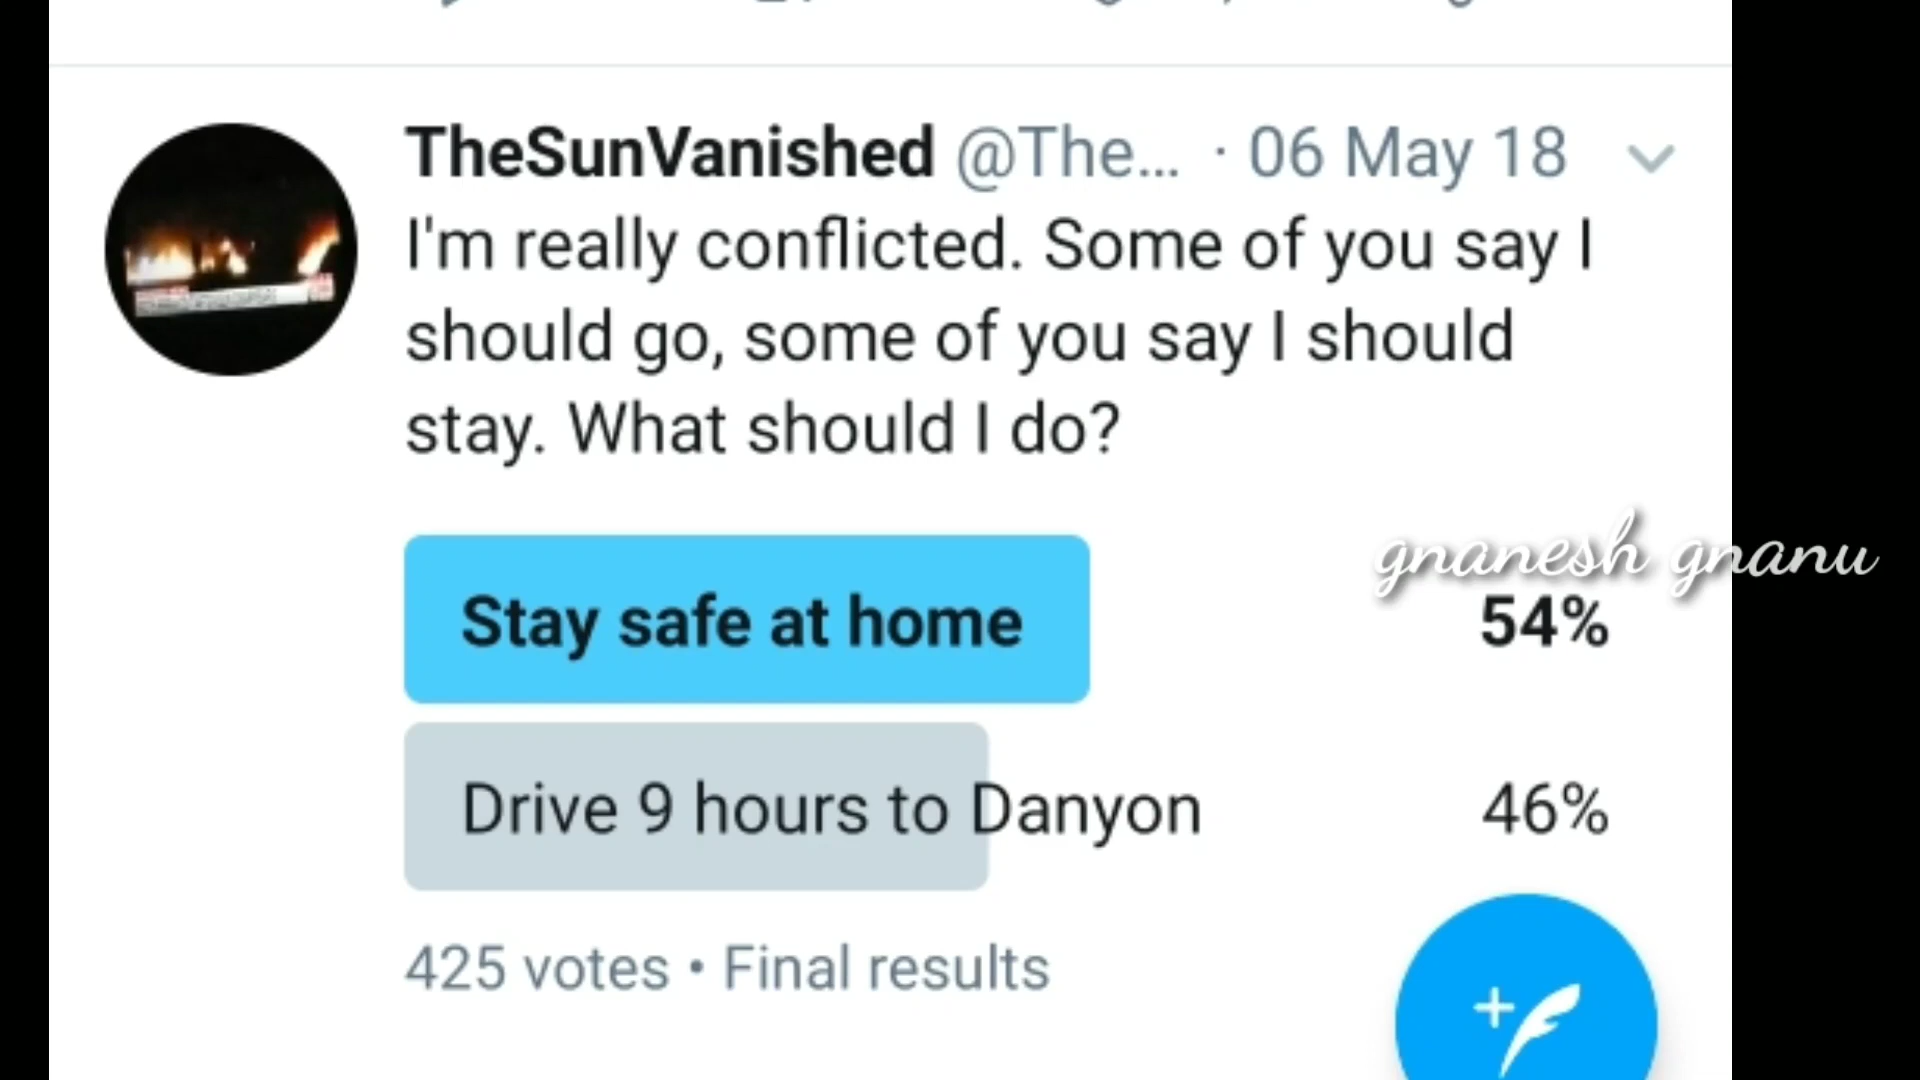 TheSunVanished @The... · 06 May 18
I'm really conflicted. Some of you say I
should go, some of you say I should
stay. What should I do?
gnanesh gnanu
Stay safe at home 54%
Drive 9 hours to Danyon 46%
425 votes • Final results